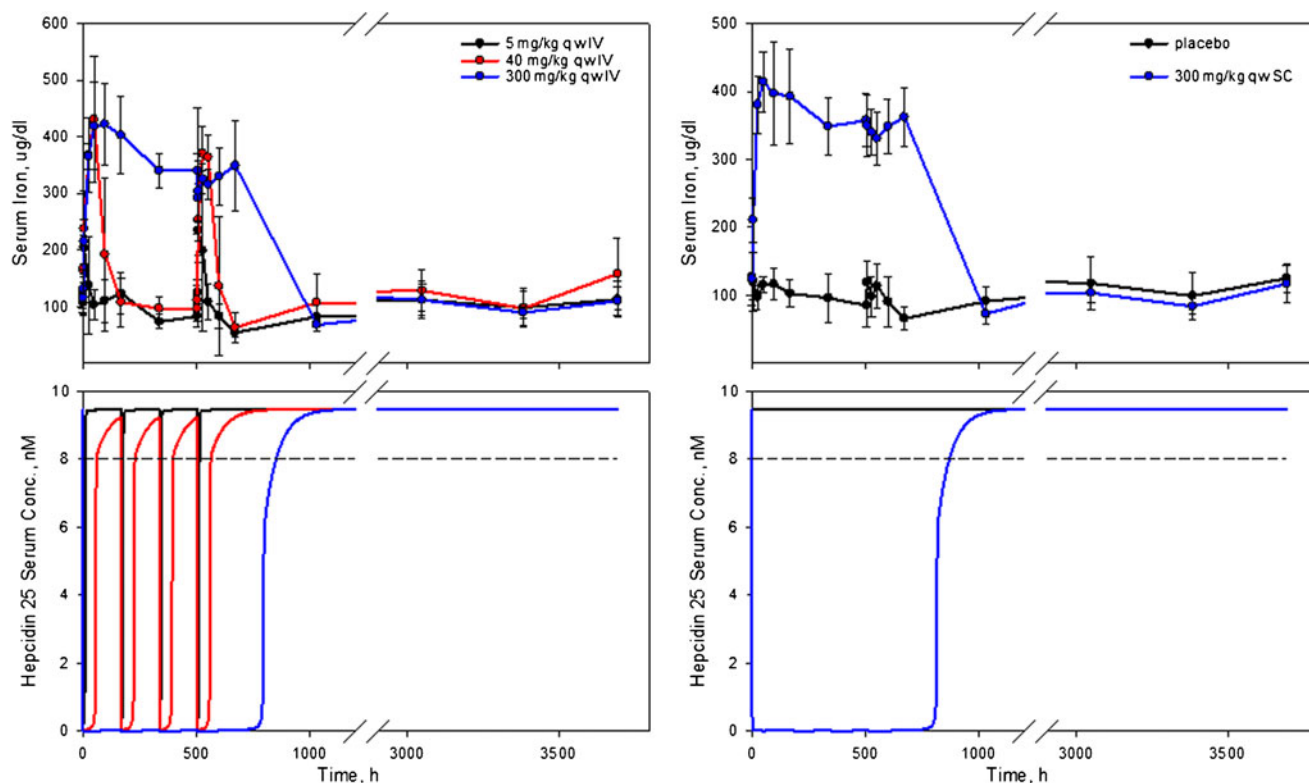 600
500
400
300
200
100
Serum Iron, ug/dl
5 mg/kg qwIV
40 mg/kg qwIV
300 mg/kg qwIV
500
400
300
200
100
0
Serum Iron, ug/dl
placebo
300 mg/kg qw SC
10
8
6
4
2
0
Hepcidin 25 Serum Conc., nM
0 500 1000 3000 3500
Time, h
10
8
6
4
2
0
Hepcidin 25 Serum Conc., nM
0 500 1000 3000 3500
Time, h